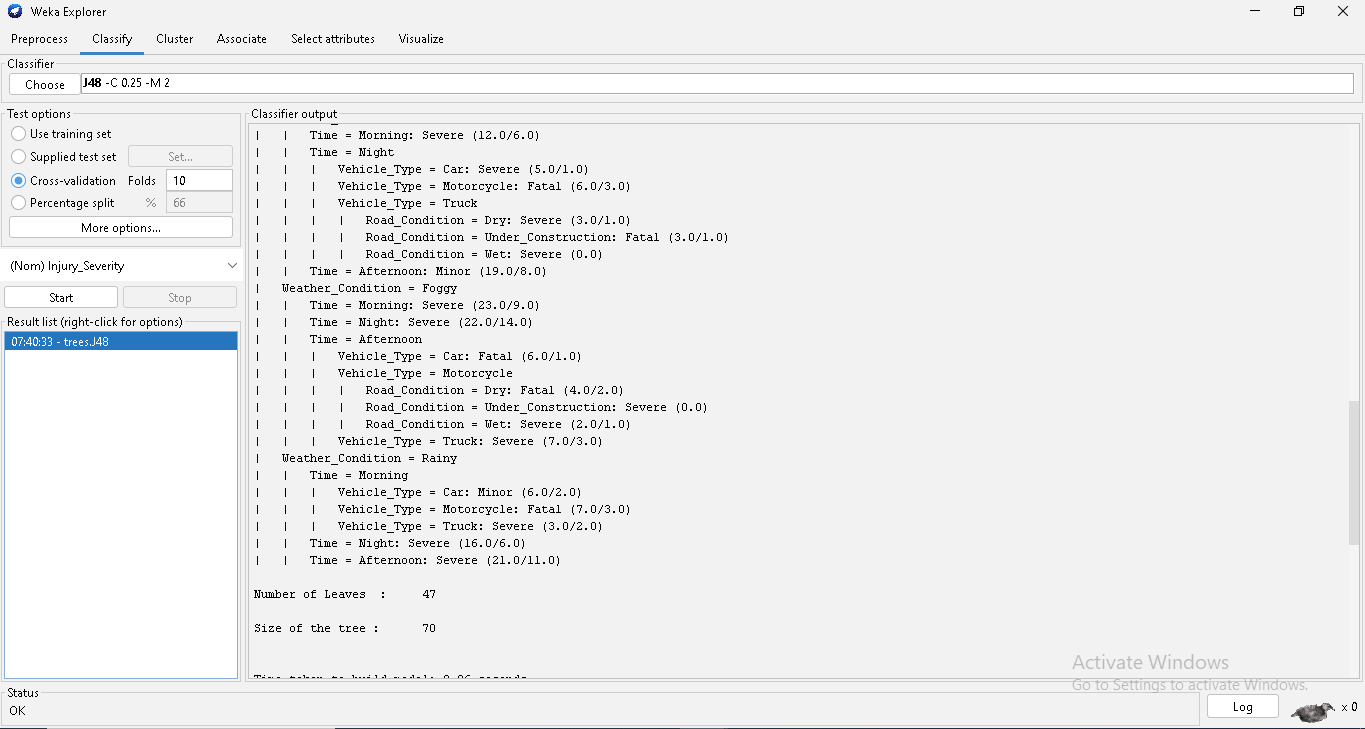 Weka Explorer
Preprocess Classify Cluster Associate Select attributes Visualize
Classifier
Choose J48 -C 0.25 -M 2
Test options
Use training set
Supplied test set Set...
Cross-validation Folds 10
Percentage split % 66
More options...
(Nom) Injury_Severity
Start Stop
Result list (right-click for options)
07:40:33 - trees.J48
Classifier output
| | Time = Morning: Severe (12.0/6.0)
| | Time = Night
| | | Vehicle_Type = Car: Severe (5.0/1.0)
| | | Vehicle_Type = Motorcycle: Fatal (6.0/3.0)
| | | Vehicle_Type = Truck
| | | | Road_Condition = Dry: Severe (3.0/1.0)
| | | | Road_Condition = Under_Construction: Fatal (3.0/1.0)
| | | | Road_Condition = Wet: Severe (0.0)
| | Time = Afternoon: Minor (19.0/8.0)
| Weather_Condition = Foggy
| | Time = Morning: Severe (23.0/9.0)
| | Time = Night: Severe (22.0/14.0)
| | Time = Afternoon
| | | Vehicle_Type = Car: Fatal (6.0/1.0)
| | | Vehicle_Type = Motorcycle
| | | | Road_Condition = Dry: Fatal (4.0/2.0)
| | | | Road_Condition = Under_Construction: Severe (0.0)
| | | | Road_Condition = Wet: Severe (2.0/1.0)
| | | Vehicle_Type = Truck: Severe (7.0/3.0)
| Weather_Condition = Rainy
| | Time = Morning
| | | Vehicle_Type = Car: Minor (6.0/2.0)
| | | Vehicle_Type = Motorcycle: Fatal (7.0/3.0)
| | | Vehicle_Type = Truck: Severe (3.0/2.0)
| | Time = Night: Severe (16.0/6.0)
| | Time = Afternoon: Severe (21.0/11.0)
Number of Leaves : 47
Size of the tree : 70
Activate Windows
Go to Settings to activate Windows.
Status
OK
Log
x 0